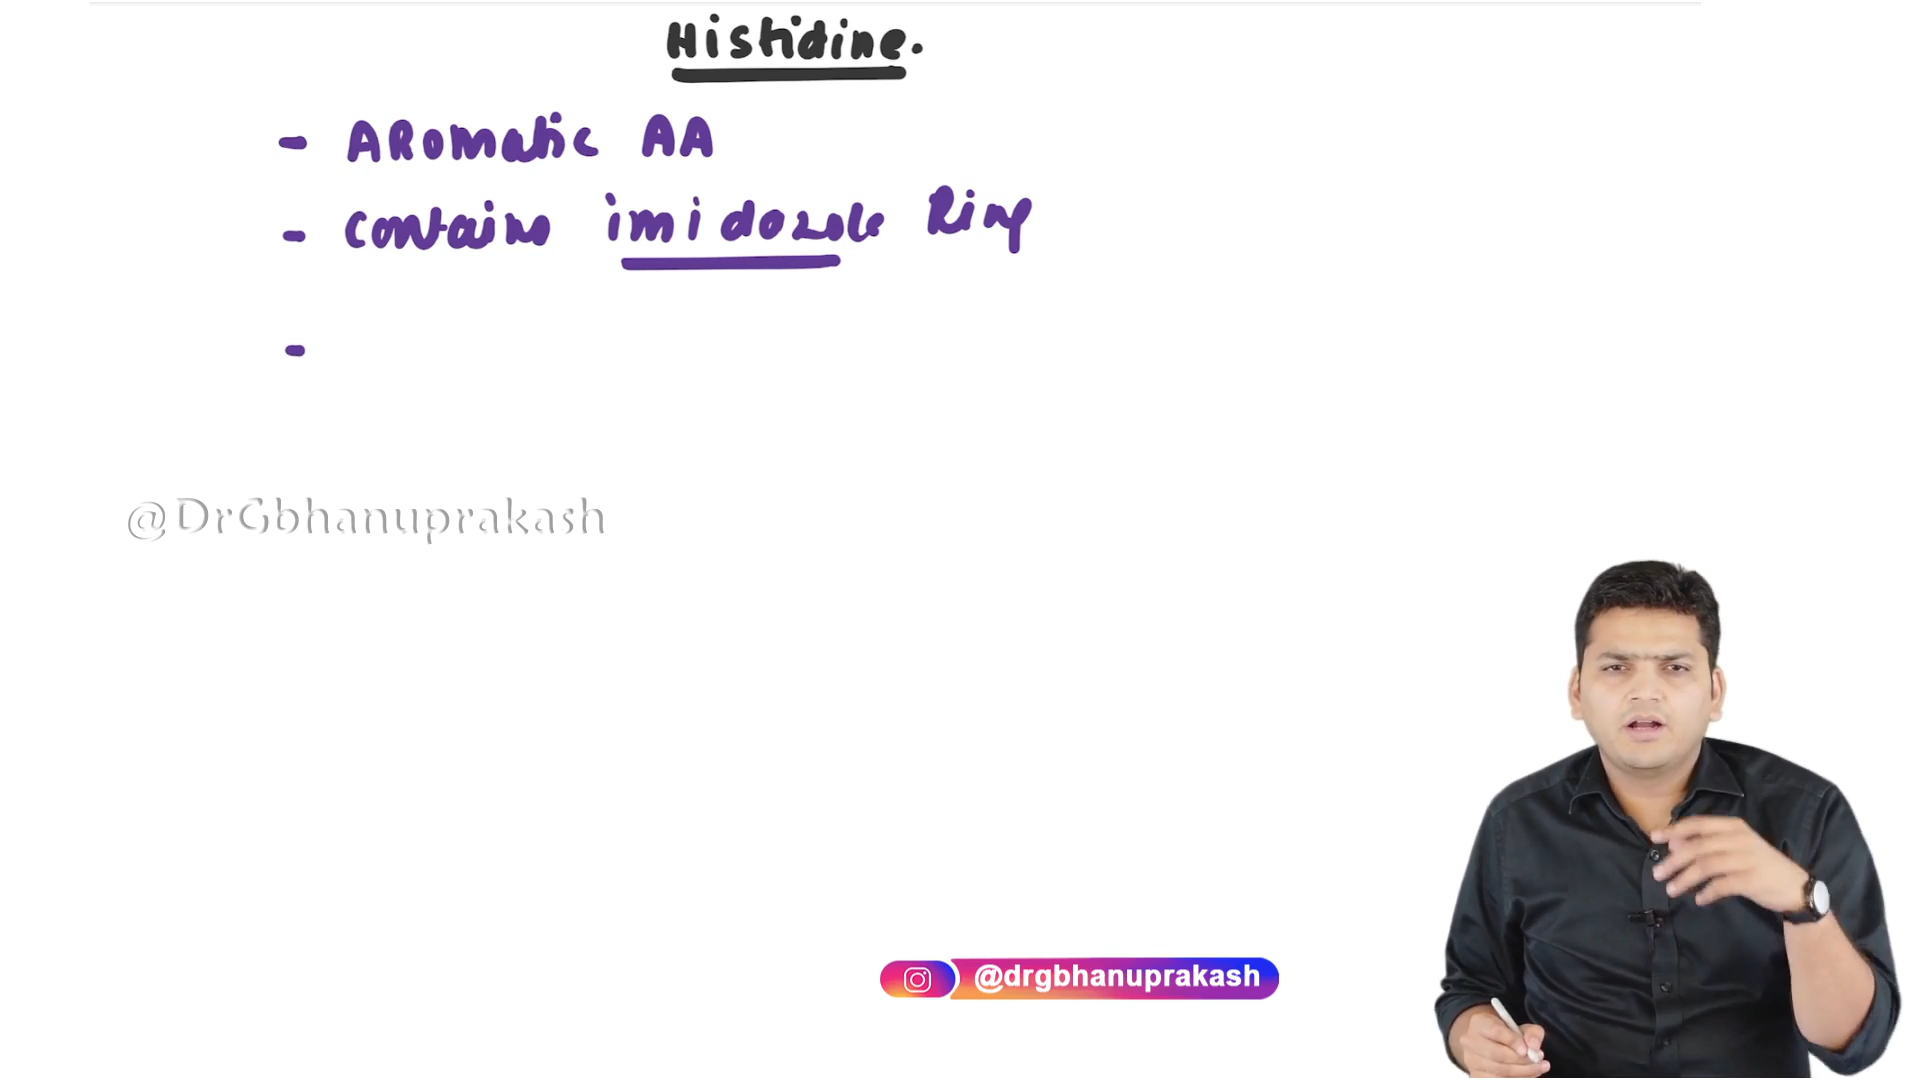 Histidine.
- ARomatic AA
- contains imidazole Ring
-
@DrGbhanuprakash
@drgbhanuprakash